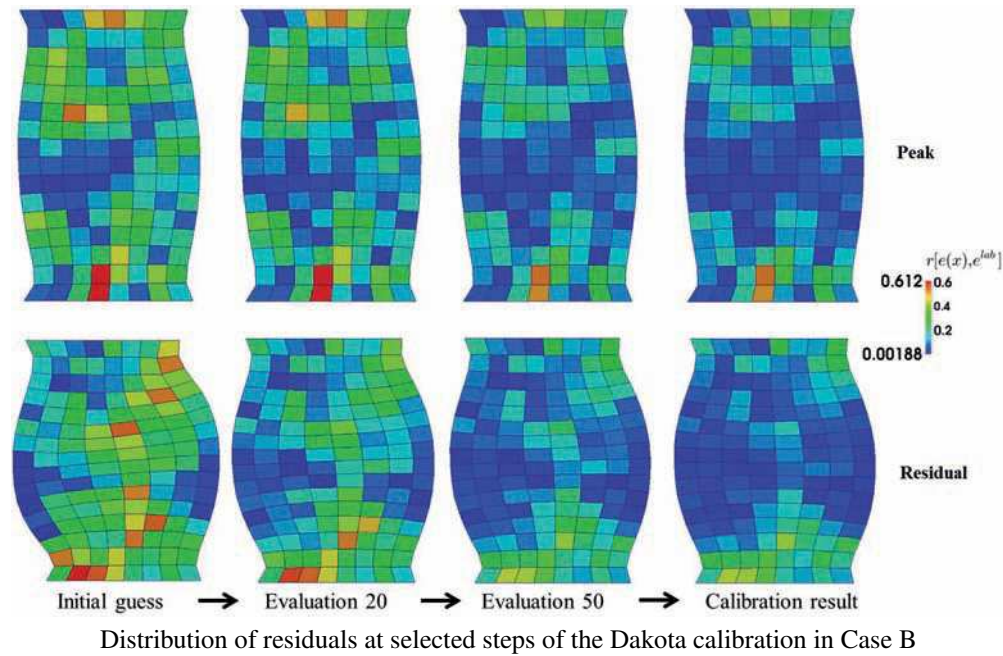 Peak
r[e(x),e^{lab}]
0.612
0.6
0.4
0.2
0.00188
Residual
Initial guess
Evaluation 20
Evaluation 50
Calibration result
Distribution of residuals at selected steps of the Dakota calibration in Case B